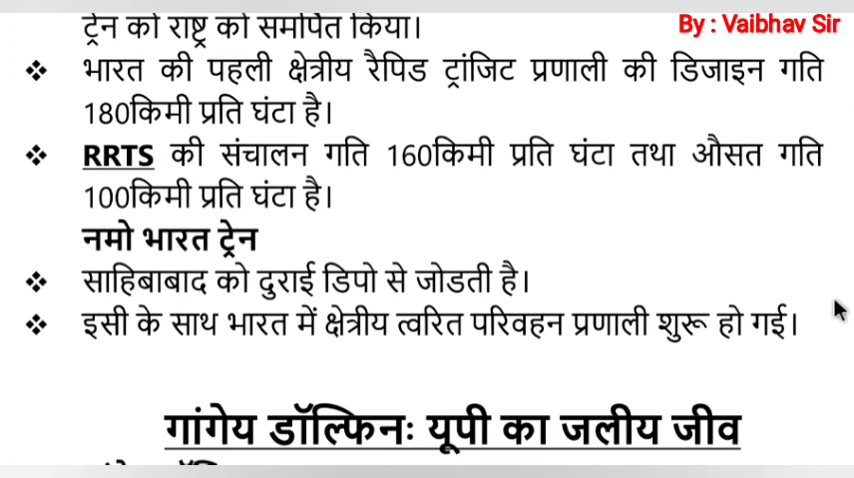 ट्रेन को राष्ट्र को समर्पित किया।
By : Vaibhav Sir
❖ भारत की पहली क्षेत्रीय रैपिड ट्रांजिट प्रणाली की डिजाइन गति
180किमी प्रति घंटा है।
❖ RRTS की संचालन गति 160किमी प्रति घंटा तथा औसत गति
100किमी प्रति घंटा है।
नमो भारत ट्रेन
❖ साहिबाबाद को दुराई डिपो से जोडती है।
❖ इसी के साथ भारत में क्षेत्रीय त्वरित परिवहन प्रणाली शुरू हो गई।
गांगेय डॉल्फिनः यूपी का जलीय जीव